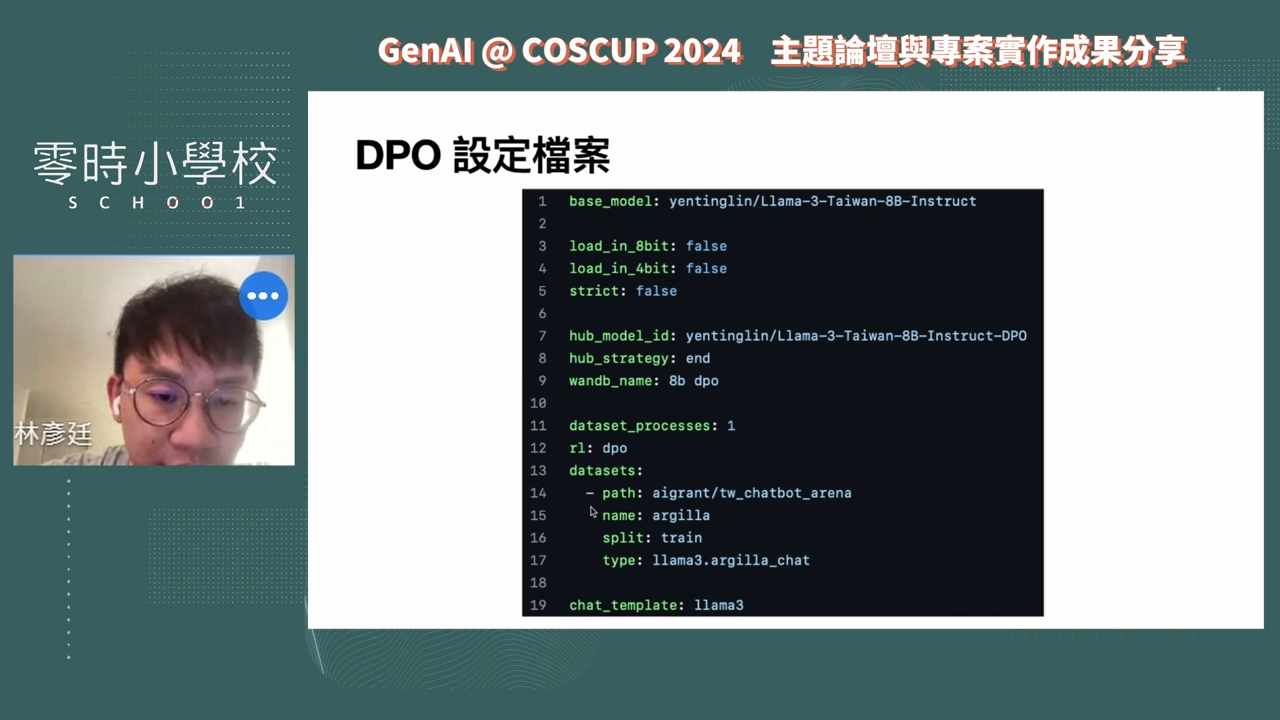 GenAI @ COSCUP 2024 主題論壇與專案實作成果分享
零時小學校
SCHOO1
林彥廷
DPO 設定檔案
1 base_model: yentinglin/Llama-3-Taiwan-8B-Instruct
2
3 load_in_8bit: false
4 load_in_4bit: false
5 strict: false
6
7 hub_model_id: yentinglin/Llama-3-Taiwan-8B-Instruct-DPO
8 hub_strategy: end
9 wandb_name: 8b dpo
10
11 dataset_processes: 1
12 rl: dpo
13 datasets:
14 - path: aigrant/tw_chatbot_arena
15 name: argilla
16 split: train
17 type: llama3.argilla_chat
18
19 chat_template: llama3